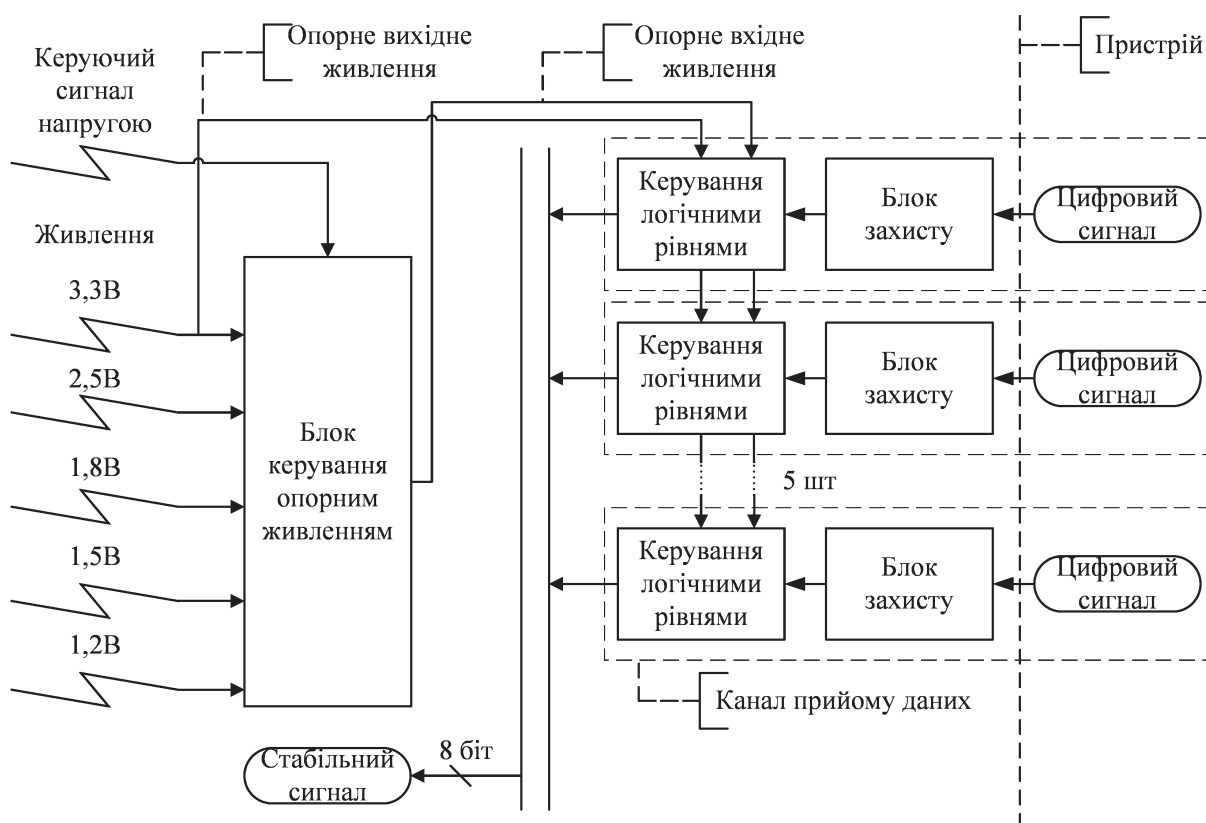 Опорне вихідне
живлення
Опорне вхідне
живлення
Пристрій
Керуючий
сигнал
напругою
Живлення
3,3В
2,5В
1,8В
1,5В
1,2В
Блок
керування
опорним
живленням
Керування
логічними
рівнями
Блок
захисту
Цифровий
сигнал
Керування
логічними
рівнями
Блок
захисту
Цифровий
сигнал
5 шт
Керування
логічними
рівнями
Блок
захисту
Цифровий
сигнал
Канал прийому даних
8 біт
Стабільний
сигнал